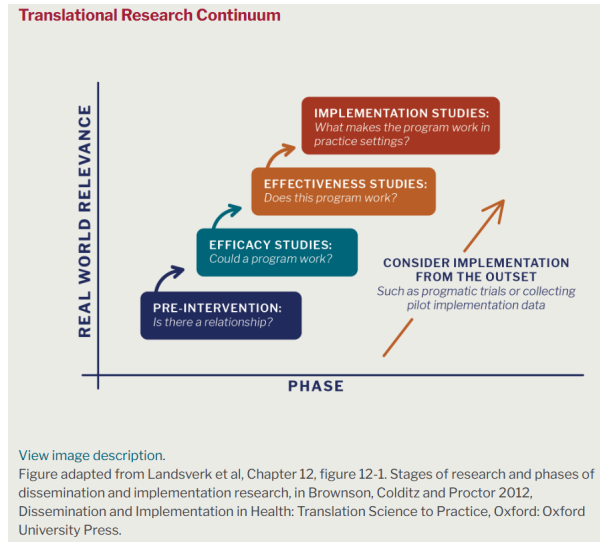 Translational Research Continuum
REAL WORLD RELEVANCE
IMPLEMENTATION STUDIES:
What makes the program work in
practice settings?
EFFECTIVENESS STUDIES:
Does this program work?
EFFICACY STUDIES:
Could a program work?
PRE-INTERVENTION:
Is there a relationship?
CONSIDER IMPLEMENTATION
FROM THE OUTSET
Such as progmatic trials or collecting
pilot implementation data
PHASE
View image description.
Figure adapted from Landsverk et al, Chapter 12, figure 12-1. Stages of research and phases of
dissemination and implementation research, in Brownson, Colditz and Proctor 2012,
Dissemination and Implementation in Health: Translation Science to Practice, Oxford: Oxford
University Press.